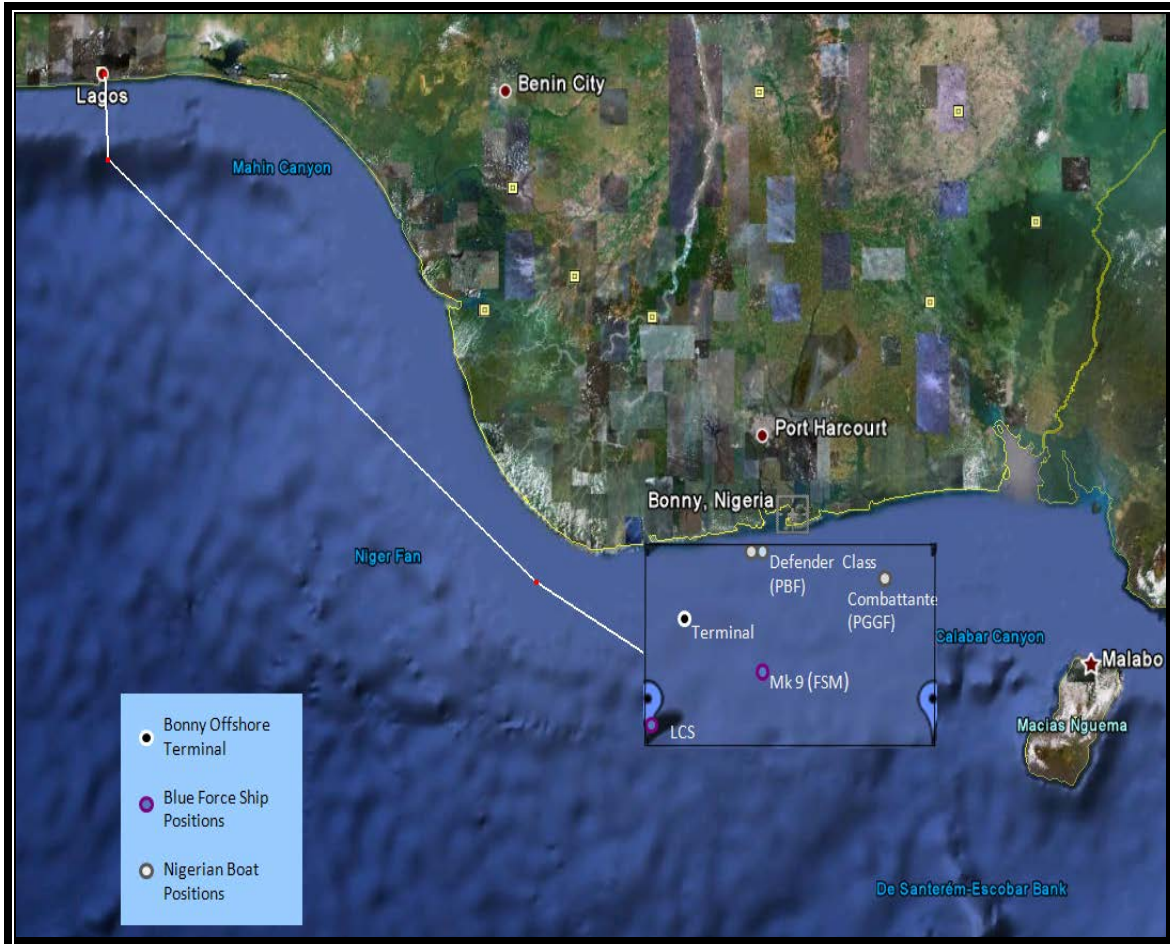 Lagos
Benin City
Mahin Canyon
Port Harcourt
Bonny, Nigeria
Niger Fan
Defender Class
(PBF)
Combattante
(PGGF)
Terminal
Calabar Canyon
Malabo
Mk 9 (FSM)
Macias Nguema
LCS
Bonny Offshore
Terminal
Blue Force Ship
Positions
Nigerian Boat
Positions
De Santerém-Escobar Bank